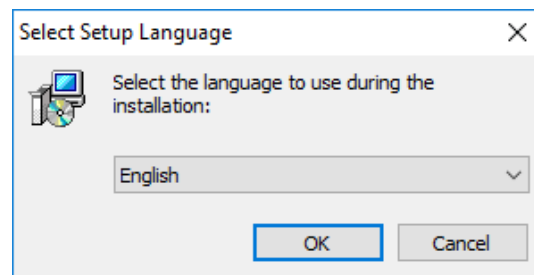 Select Setup Language
Select the language to use during the
installation:
English
OK
Cancel